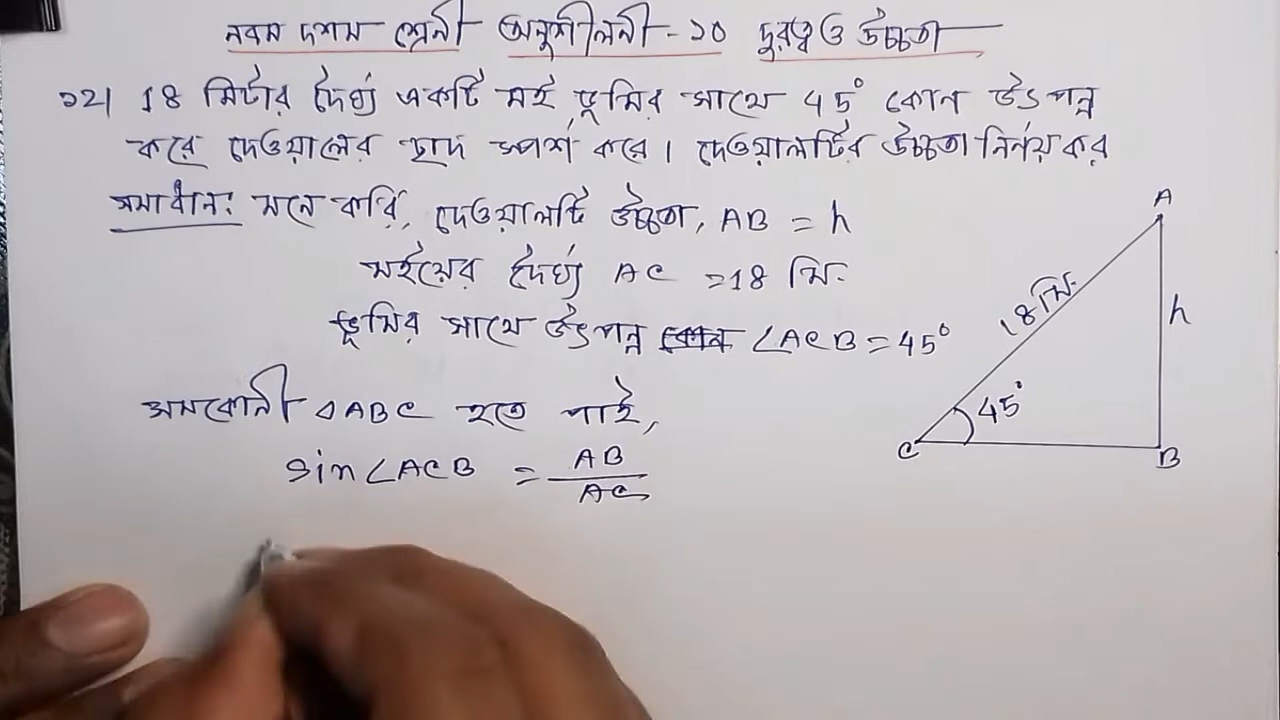 নবম দশম শ্রেনী অনুশীলনী - ১০ দুরত্ব ও উচ্চতা
১২। 18 মিটার দৈর্ঘ্য একটি মই ভূমির সাথে 45° কোন উৎপন্ন
করে দেওয়ালের ছাদ স্পর্শ করে। দেওয়ালটির উচ্চতা নির্নয় কর
সমাধান: মনে করি, দেওয়ালটি উচ্চতা, AB = h
মইয়ের দৈর্ঘ্য AC = 18 মি.
ভূমির সাথে উৎপন্ন কোন ∠ACB = 45°
সমকোনী △ABC হতে পাই,
sin∠ACB = AB/AC
A
18 মি.
h
45°
C
B